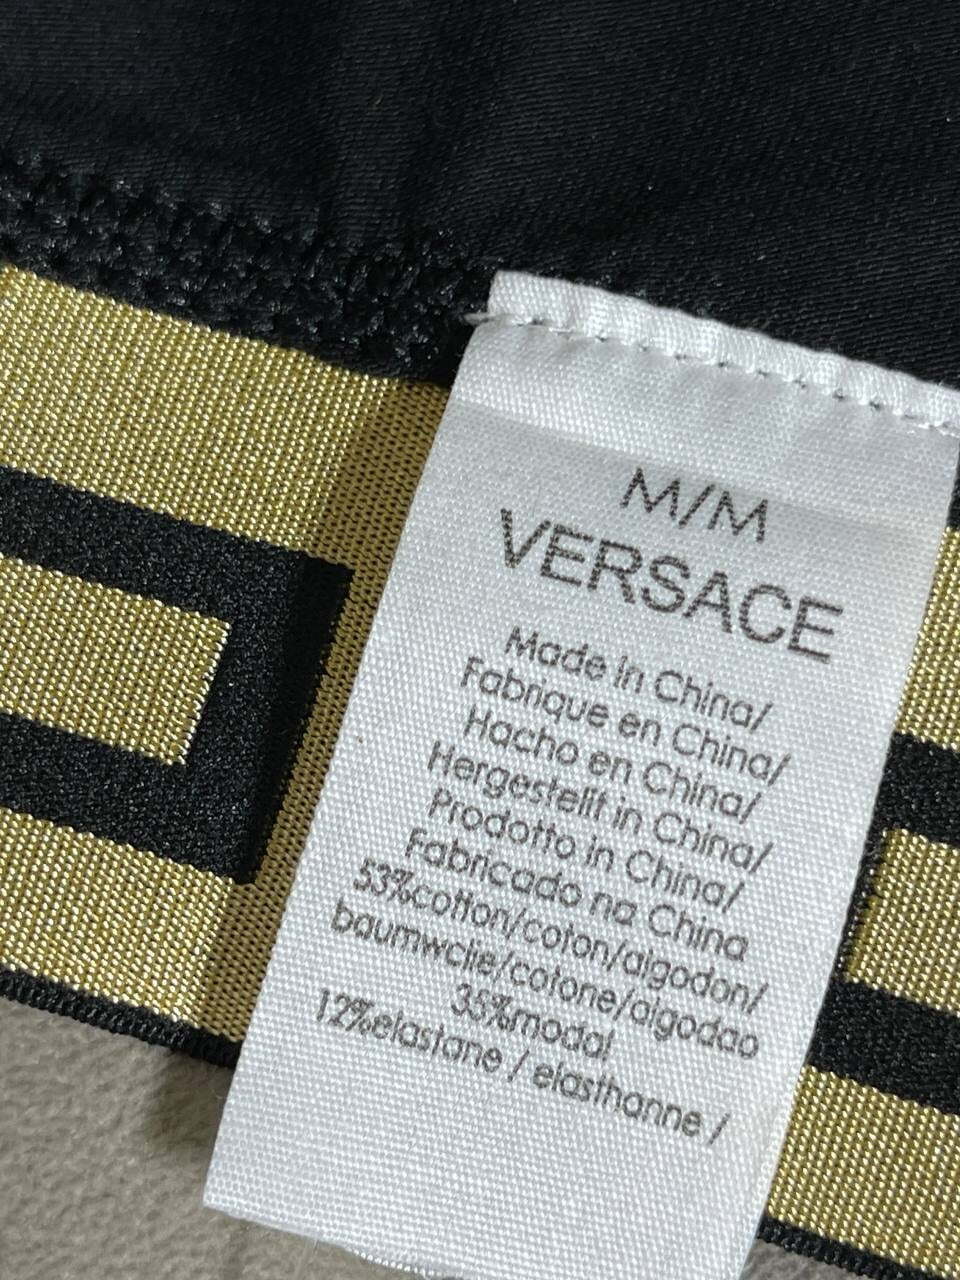 M/M
VERSACE
Made in China/
Fabrique en China/
Hacho en China/
Hergestellt in China/
Prodotto in China/
Fabricado na China
53%cotton/coton/algodon/
baumwclie/cotone/algodao
35%modal
12%elastane / elasthanne /